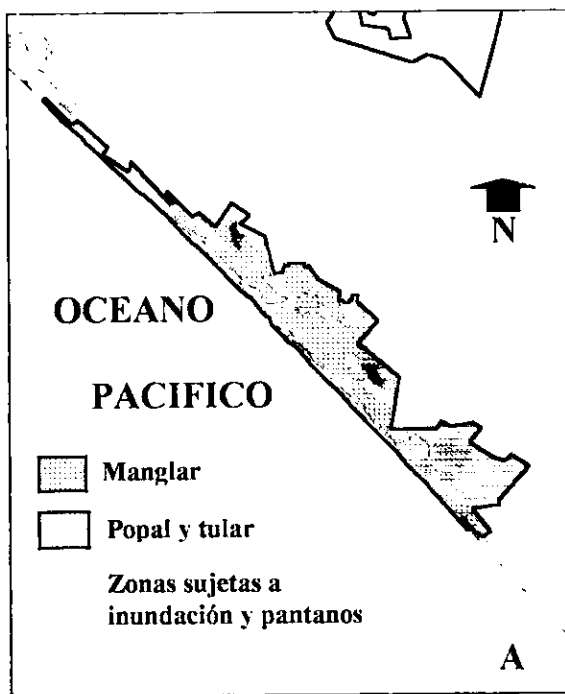 N
OCEANO
PACIFICO
Manglar
Popal y tular
Zonas sujetas a
inundación y pantanos
A